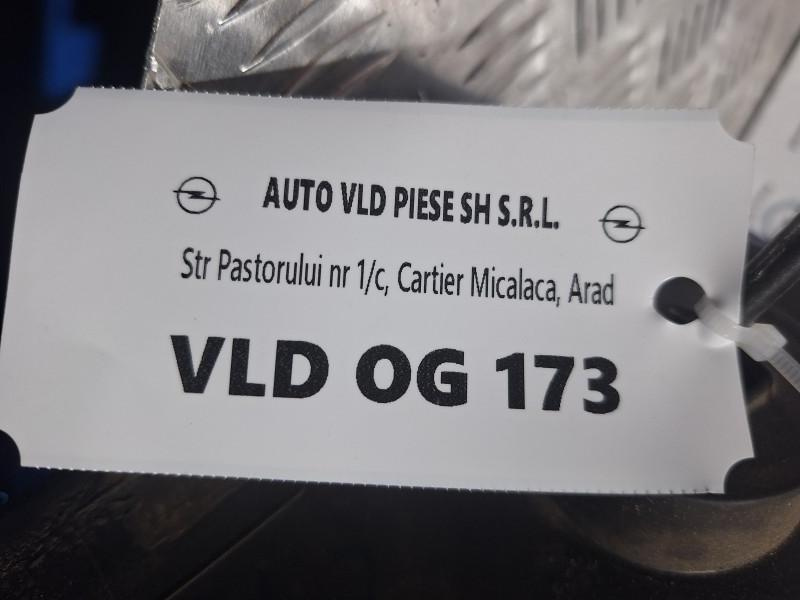 AUTO VLD PIESE SH S.R.L.
Str Pastorului nr 1/c, Cartier Micalaca, Arad
VLD OG 173